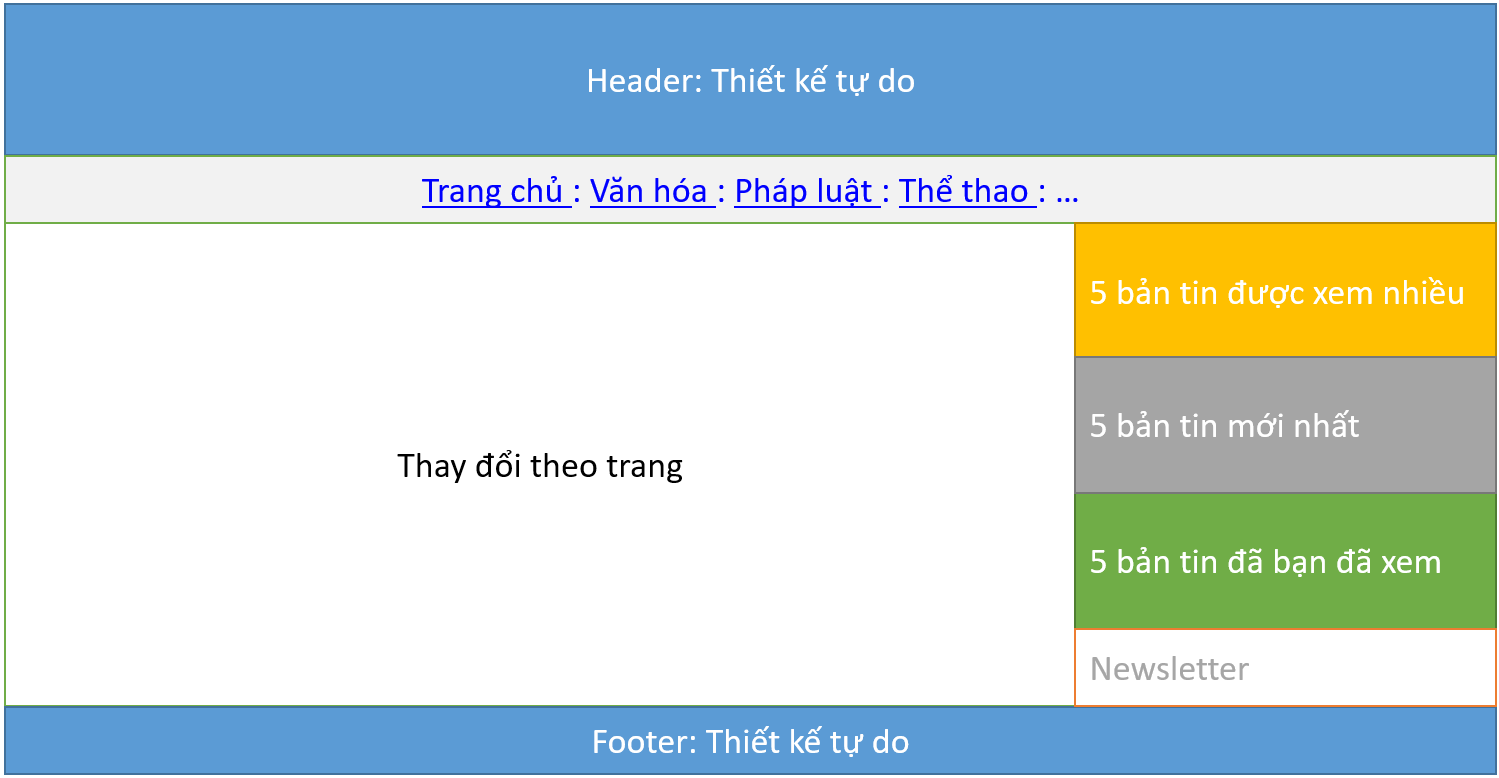 Header: Thiết kế tự do
Trang chủ : Văn hóa : Pháp luật : Thể thao : ...
5 bản tin được xem nhiều
5 bản tin mới nhất
Thay đổi theo trang
5 bản tin đã bạn đã xem
Newsletter
Footer: Thiết kế tự do